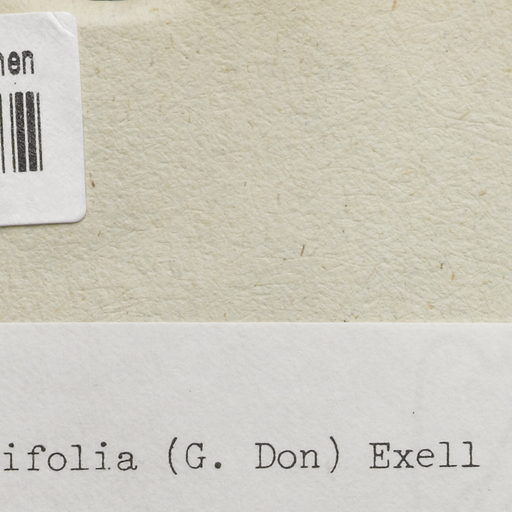 hen
ifolia (G. Don) Exell